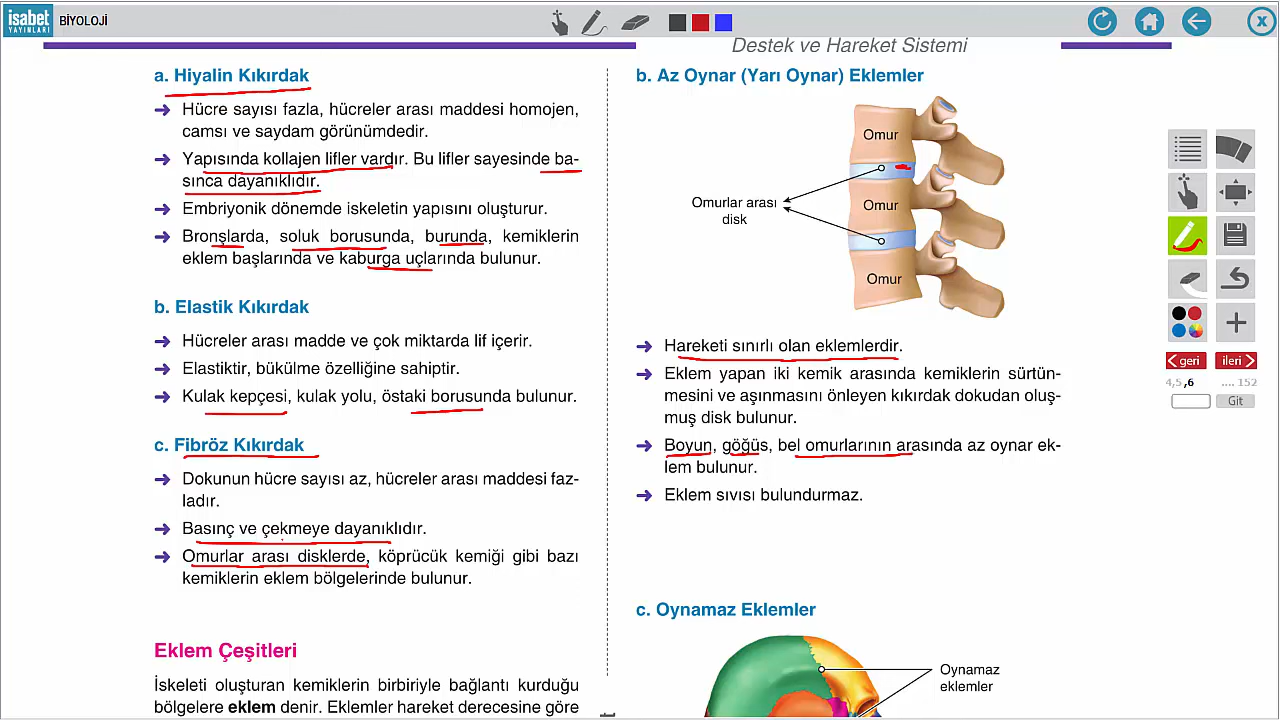 isabet
YAYINLARI
BİYOLOJİ
Destek ve Hareket Sistemi
a. Hiyalin Kıkırdak
➔ Hücre sayısı fazla, hücreler arası maddesi homojen,
camsı ve saydam görünümdedir.
➔ Yapısında kollajen lifler vardır. Bu lifler sayesinde ba-
sınca dayanıklıdır.
➔ Embriyonik dönemde iskeletin yapısını oluşturur.
➔ Bronşlarda, soluk borusunda, burunda, kemiklerin
eklem başlarında ve kaburga uçlarında bulunur.
b. Elastik Kıkırdak
➔ Hücreler arası madde ve çok miktarda lif içerir.
➔ Elastiktir, bükülme özelliğine sahiptir.
➔ Kulak kepçesi, kulak yolu, östaki borusunda bulunur.
c. Fibröz Kıkırdak
➔ Dokunun hücre sayısı az, hücreler arası maddesi faz-
ladır.
➔ Basınç ve çekmeye dayanıklıdır.
➔ Omurlar arası disklerde, köprücük kemiği gibi bazı
kemiklerin eklem bölgelerinde bulunur.
Eklem Çeşitleri
İskeleti oluşturan kemiklerin birbiriyle bağlantı kurduğu
bölgelere eklem denir. Eklemler hareket derecesine göre
b. Az Oynar (Yarı Oynar) Eklemler
Omur
Omurlar arası
disk
Omur
Omur
➔ Hareketi sınırlı olan eklemlerdir.
➔ Eklem yapan iki kemik arasında kemiklerin sürtün-
mesini ve aşınmasını önleyen kıkırdak dokudan oluş-
muş disk bulunur.
➔ Boyun, göğüs, bel omurlarının arasında az oynar ek-
lem bulunur.
➔ Eklem sıvısı bulundurmaz.
c. Oynamaz Eklemler
Oynamaz
eklemler
geri
ileri
4,5,6
.... 152
Git